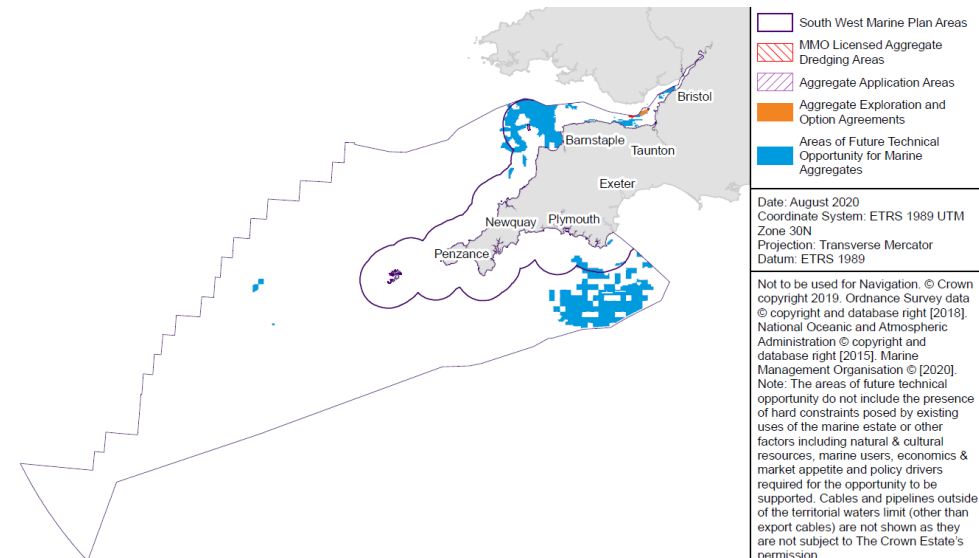 South West Marine Plan Areas
MMO Licensed Aggregate
Dredging Areas
Aggregate Application Areas
Aggregate Exploration and
Option Agreements
Areas of Future Technical
Opportunity for Marine
Aggregates
Bristol
Barnstaple
Taunton
Exeter
Newquay
Plymouth
Penzance
Date: August 2020
Coordinate System: ETRS 1989 UTM
Zone 30N
Projection: Transverse Mercator
Datum: ETRS 1989
Not to be used for Navigation. © Crown
copyright 2019. Ordnance Survey data
© copyright and database right [2018].
National Oceanic and Atmospheric
Administration © copyright and
database right [2015]. Marine
Management Organisation © [2020].
Note: The areas of future technical
opportunity do not include the presence
of hard constraints posed by existing
uses of the marine estate or other
factors including natural & cultural
resources, marine users, economics &
market appetite and policy drivers
required for the opportunity to be
supported. Cables and pipelines outside
of the territorial waters limit (other than
export cables) are not shown as they
are not subject to The Crown Estate's
permission